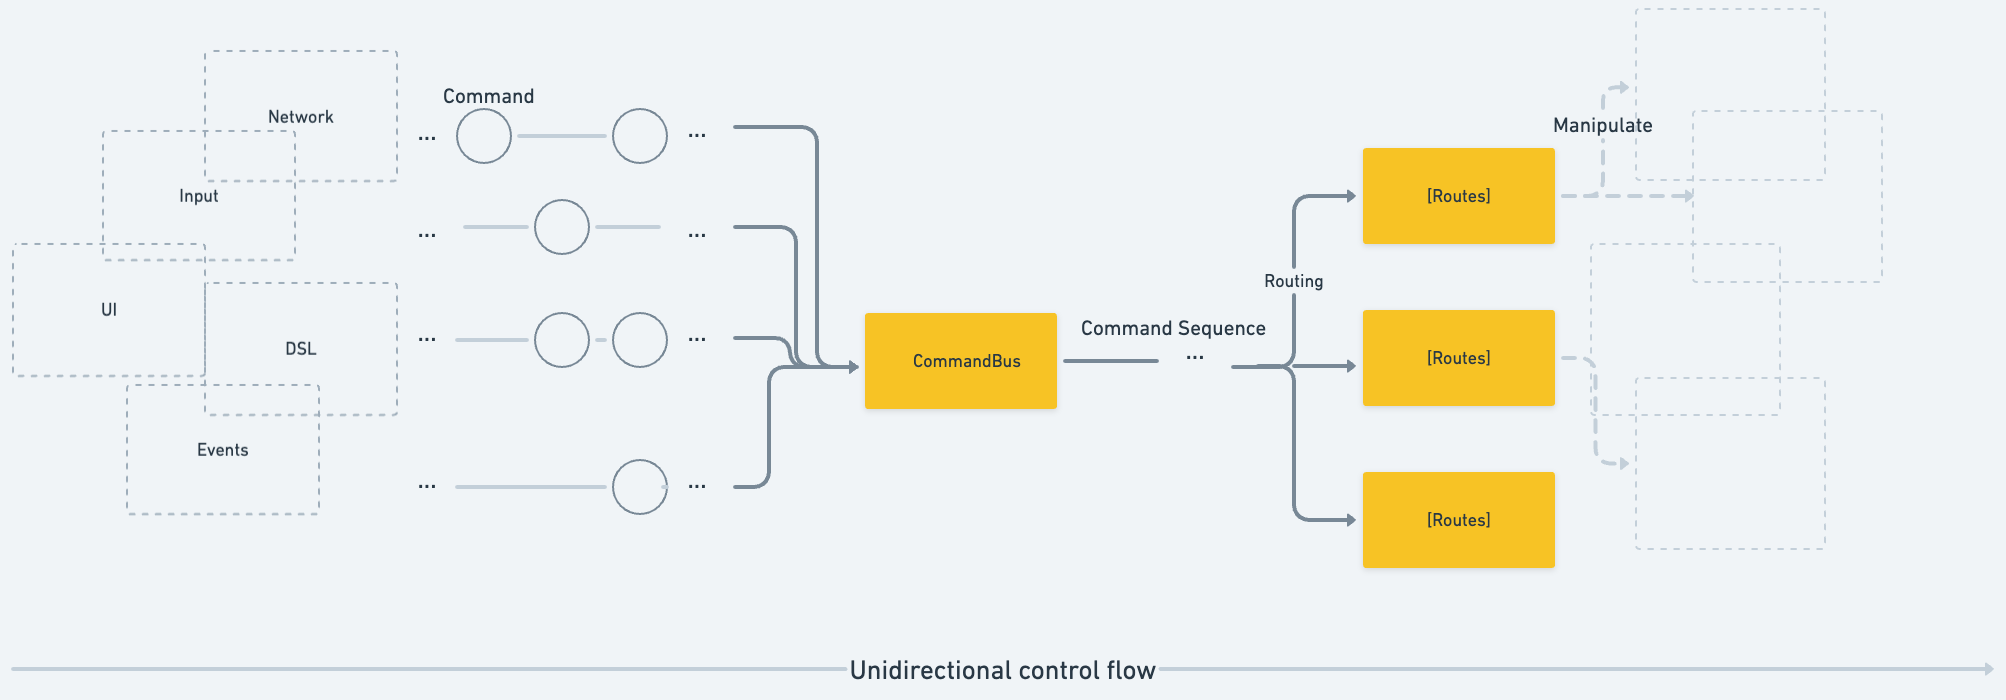 Network
Input
UI
DSL
Events
Command
...
...
...
...
...
...
...
...
CommandBus
Command Sequence
...
Routing
[Routes]
[Routes]
[Routes]
Manipulate
Unidirectional control flow